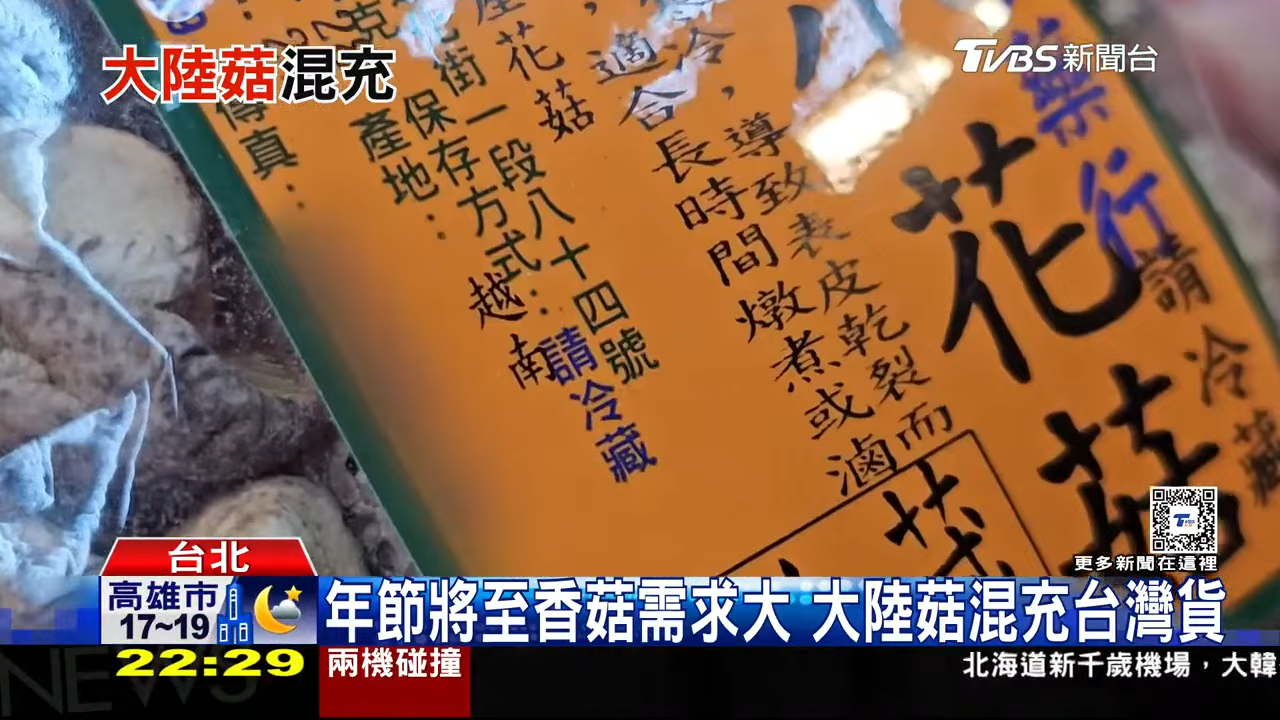 大陸菇混充
TVBS新聞台
藥行
花菇
請冷藏
冷,導致表皮乾裂而
適合長時間燉煮或滷
產花菇
街一段八十四號
保存方式:請冷藏
產地:
越南
傳真:
更多新聞在這裡
台北
高雄市
17~19
年節將至香菇需求大 大陸菇混充台灣貨
22:29
兩機碰撞
北海道新千歲機場,大韓
NEWS